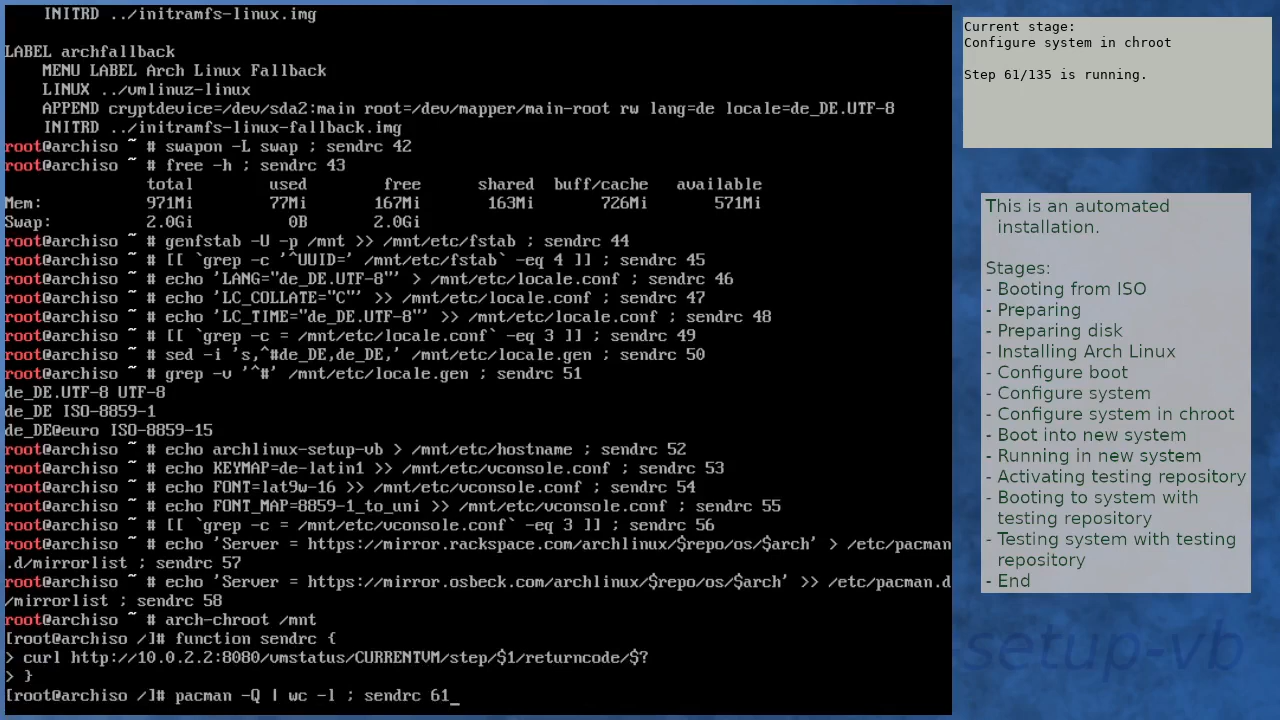 INITRD ../initramfs-linux.img

LABEL archfallback
    MENU LABEL Arch Linux Fallback
    LINUX ../vmlinuz-linux
    APPEND cryptdevice=/dev/sda2:main root=/dev/mapper/main-root rw lang=de locale=de_DE.UTF-8
    INITRD ../initramfs-linux-fallback.img
root@archiso ~ # swapon -L swap ; sendrc 42
root@archiso ~ # free -h ; sendrc 43
               total        used        free      shared  buff/cache   available
Mem:           971Mi        77Mi       167Mi       163Mi       726Mi       571Mi
Swap:          2.0Gi          0B       2.0Gi
root@archiso ~ # genfstab -U -p /mnt >> /mnt/etc/fstab ; sendrc 44
root@archiso ~ # [[ `grep -c '^UUID=' /mnt/etc/fstab` -eq 4 ]] ; sendrc 45
root@archiso ~ # echo 'LANG="de_DE.UTF-8"' > /mnt/etc/locale.conf ; sendrc 46
root@archiso ~ # echo 'LC_COLLATE="C"' >> /mnt/etc/locale.conf ; sendrc 47
root@archiso ~ # echo 'LC_TIME="de_DE.UTF-8"' >> /mnt/etc/locale.conf ; sendrc 48
root@archiso ~ # [[ `grep -c = /mnt/etc/locale.conf` -eq 3 ]] ; sendrc 49
root@archiso ~ # sed -i 's,^#de_DE,de_DE,' /mnt/etc/locale.gen ; sendrc 50
root@archiso ~ # grep -v '^#' /mnt/etc/locale.gen ; sendrc 51
de_DE.UTF-8 UTF-8
de_DE ISO-8859-1
de_DE@euro ISO-8859-15
root@archiso ~ # echo archlinux-setup-vb > /mnt/etc/hostname ; sendrc 52
root@archiso ~ # echo KEYMAP=de-latin1 >> /mnt/etc/vconsole.conf ; sendrc 53
root@archiso ~ # echo FONT=lat9w-16 >> /mnt/etc/vconsole.conf ; sendrc 54
root@archiso ~ # echo FONT_MAP=8859-1_to_uni >> /mnt/etc/vconsole.conf ; sendrc 55
root@archiso ~ # [[ `grep -c = /mnt/etc/vconsole.conf` -eq 3 ]] ; sendrc 56
root@archiso ~ # echo 'Server = https://mirror.rackspace.com/archlinux/$repo/os/$arch' > /etc/pacman
.d/mirrorlist ; sendrc 57
root@archiso ~ # echo 'Server = https://mirror.osbeck.com/archlinux/$repo/os/$arch' >> /etc/pacman.d
/mirrorlist ; sendrc 58
root@archiso ~ # arch-chroot /mnt
[root@archiso /]# function sendrc {
> curl http://10.0.2.2:8080/vmstatus/CURRENTVM/step/$1/returncode/$?
> }
[root@archiso /]# pacman -Q | wc -l ; sendrc 61_
Current stage:
Configure system in chroot

Step 61/135 is running.
This is an automated
installation.

Stages:
- Booting from ISO
- Preparing
- Preparing disk
- Installing Arch Linux
- Configure boot
- Configure system
- Configure system in chroot
- Boot into new system
- Running in new system
- Activating testing repository
- Booting to system with
testing repository
- Testing system with testing
repository
- End
setup-vb